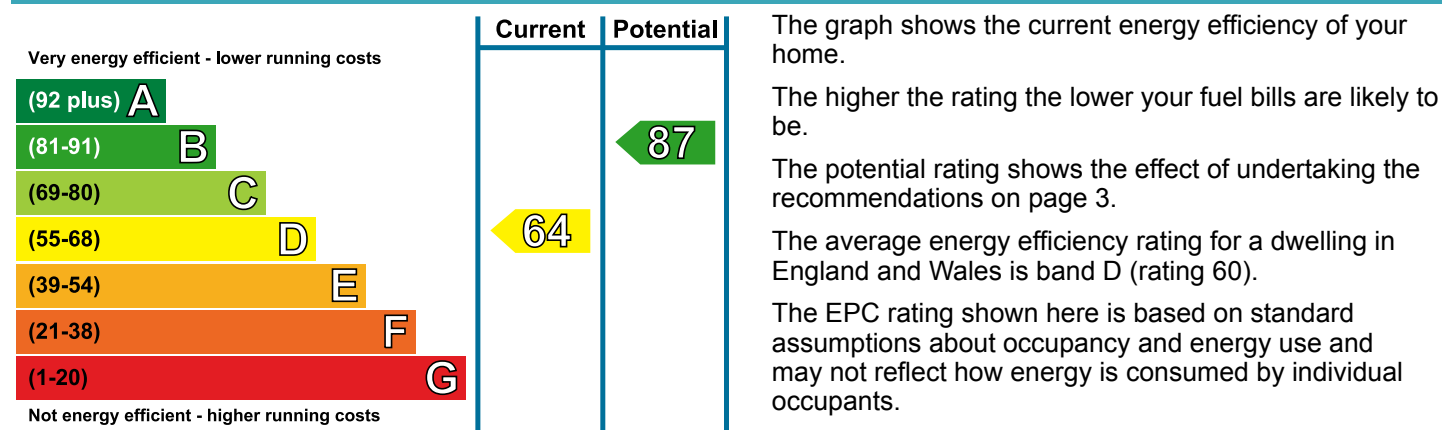 Current Potential
Very energy efficient - lower running costs
(92 plus) A
(81-91) B
87
(69-80) C
(55-68) D
64
(39-54) E
(21-38) F
(1-20) G
Not energy efficient - higher running costs
The graph shows the current energy efficiency of your
home.
The higher the rating the lower your fuel bills are likely to
be.
The potential rating shows the effect of undertaking the
recommendations on page 3.
The average energy efficiency rating for a dwelling in
England and Wales is band D (rating 60).
The EPC rating shown here is based on standard
assumptions about occupancy and energy use and
may not reflect how energy is consumed by individual
occupants.